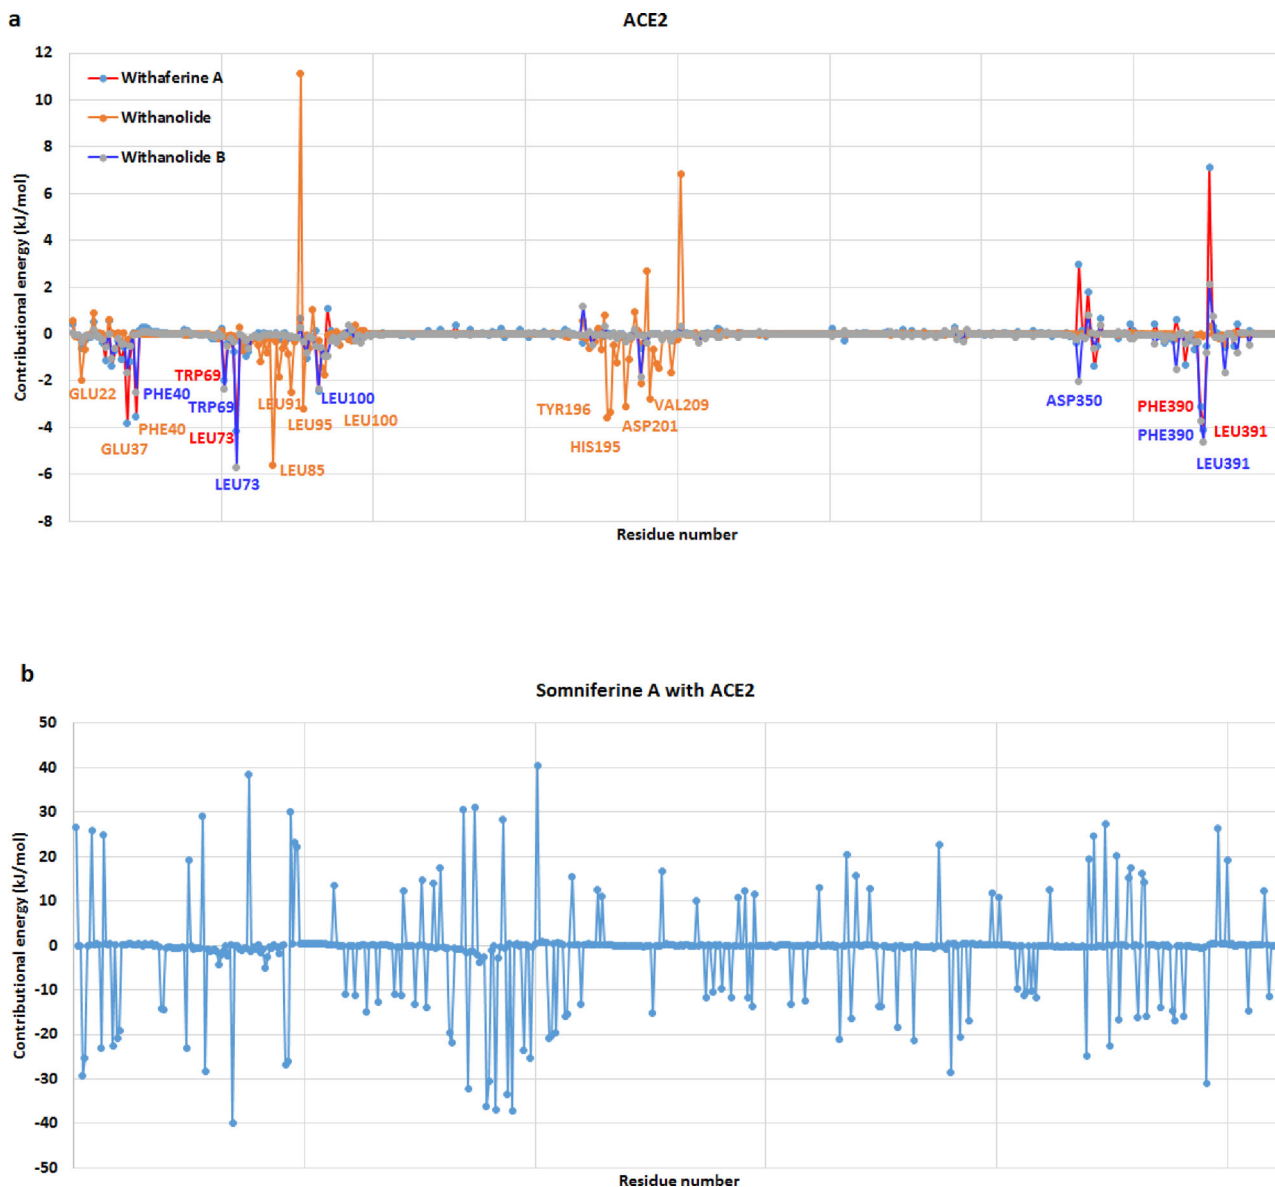 a
ACE2
Contributional energy (kJ/mol)
12
10
8
6
4
2
0
-2
-4
-6
-8
Withaferine A
Withanolide
Withanolide B
GLU22
GLU37
PHE40
PHE40
TRP69
TRP69
LEU73
LEU73
LEU91
LEU95
LEU85
LEU100
LEU100
TYR196
HIS195
ASP201
VAL209
ASP350
PHE390
PHE390
LEU391
LEU391
Residue number
b
Somniferine A with ACE2
Contributional energy (kJ/mol)
50
40
30
20
10
0
-10
-20
-30
-40
-50
Residue number